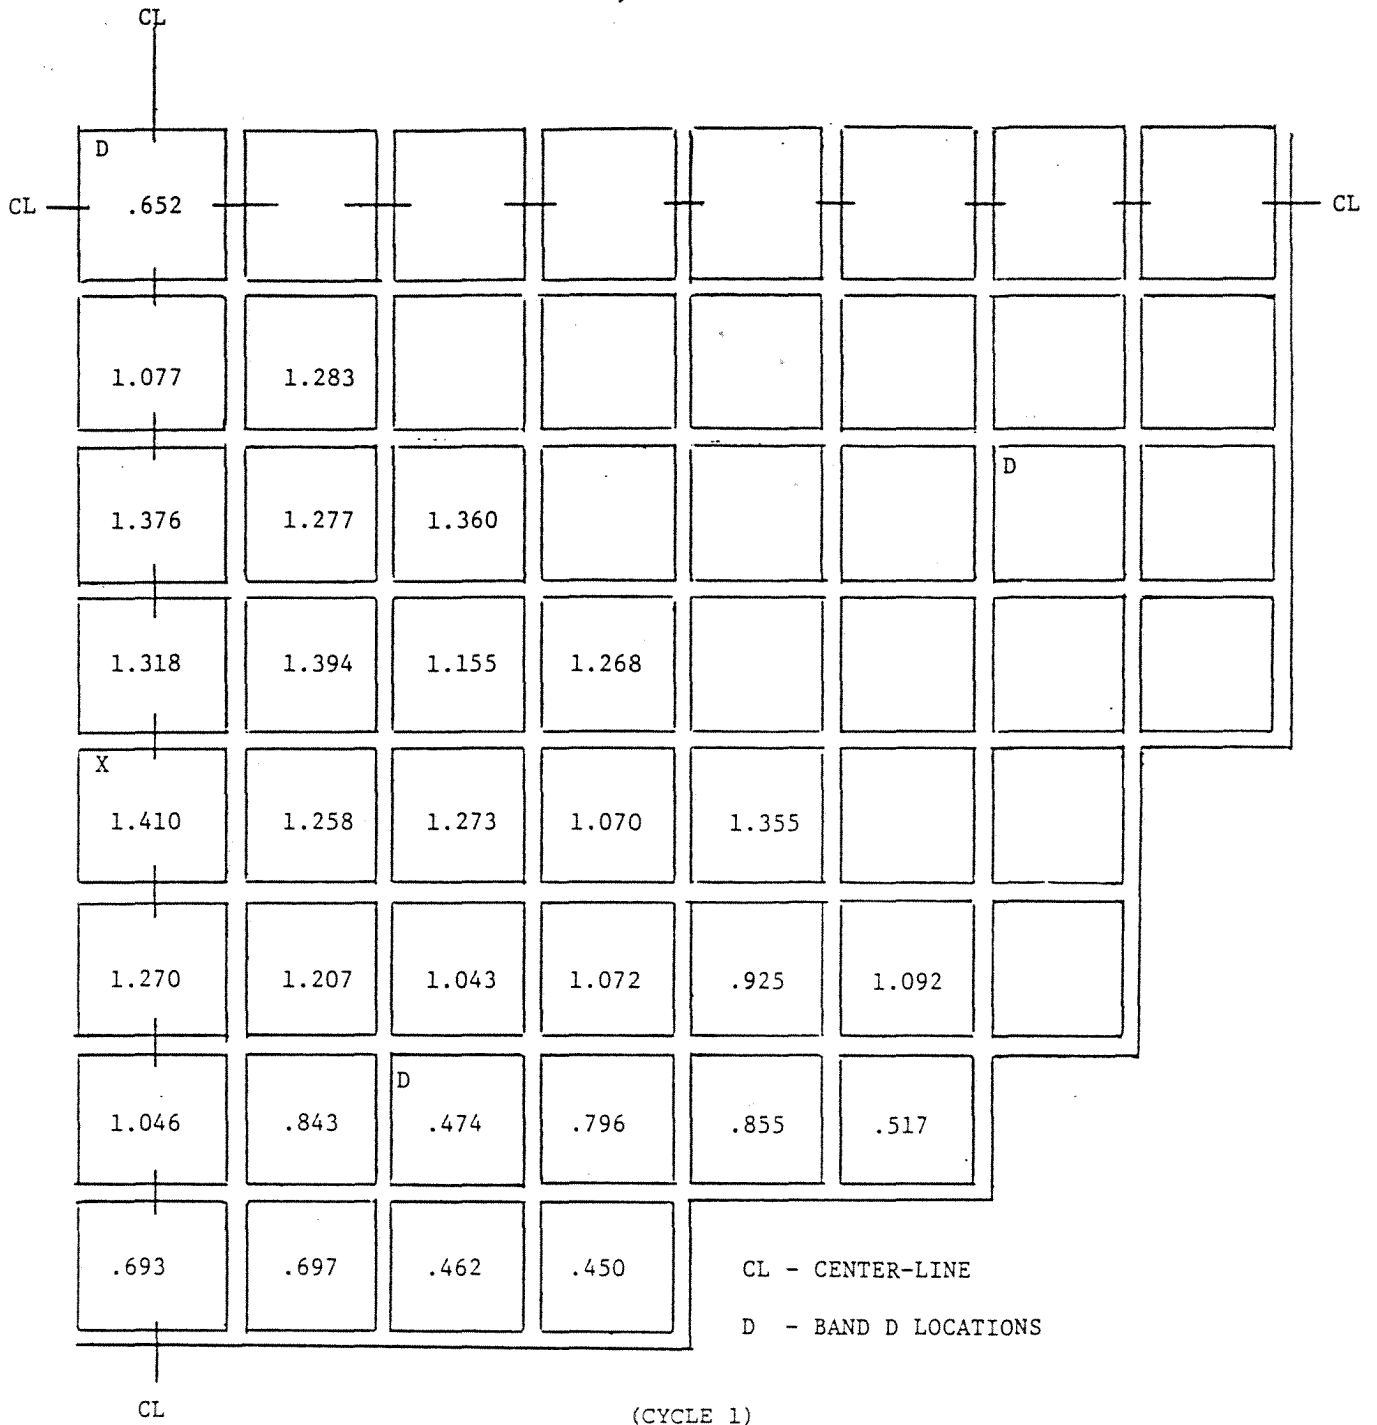 CL
D
CL .652 CL
1.077 1.283
D
1.376 1.277 1.360
1.318 1.394 1.155 1.268
X
1.410 1.258 1.273 1.070 1.355
1.270 1.207 1.043 1.072 .925 1.092
D
1.046 .843 .474 .796 .855 .517
.693 .697 .462 .450
CL - CENTER-LINE
D - BAND D LOCATIONS
CL
(CYCLE 1)